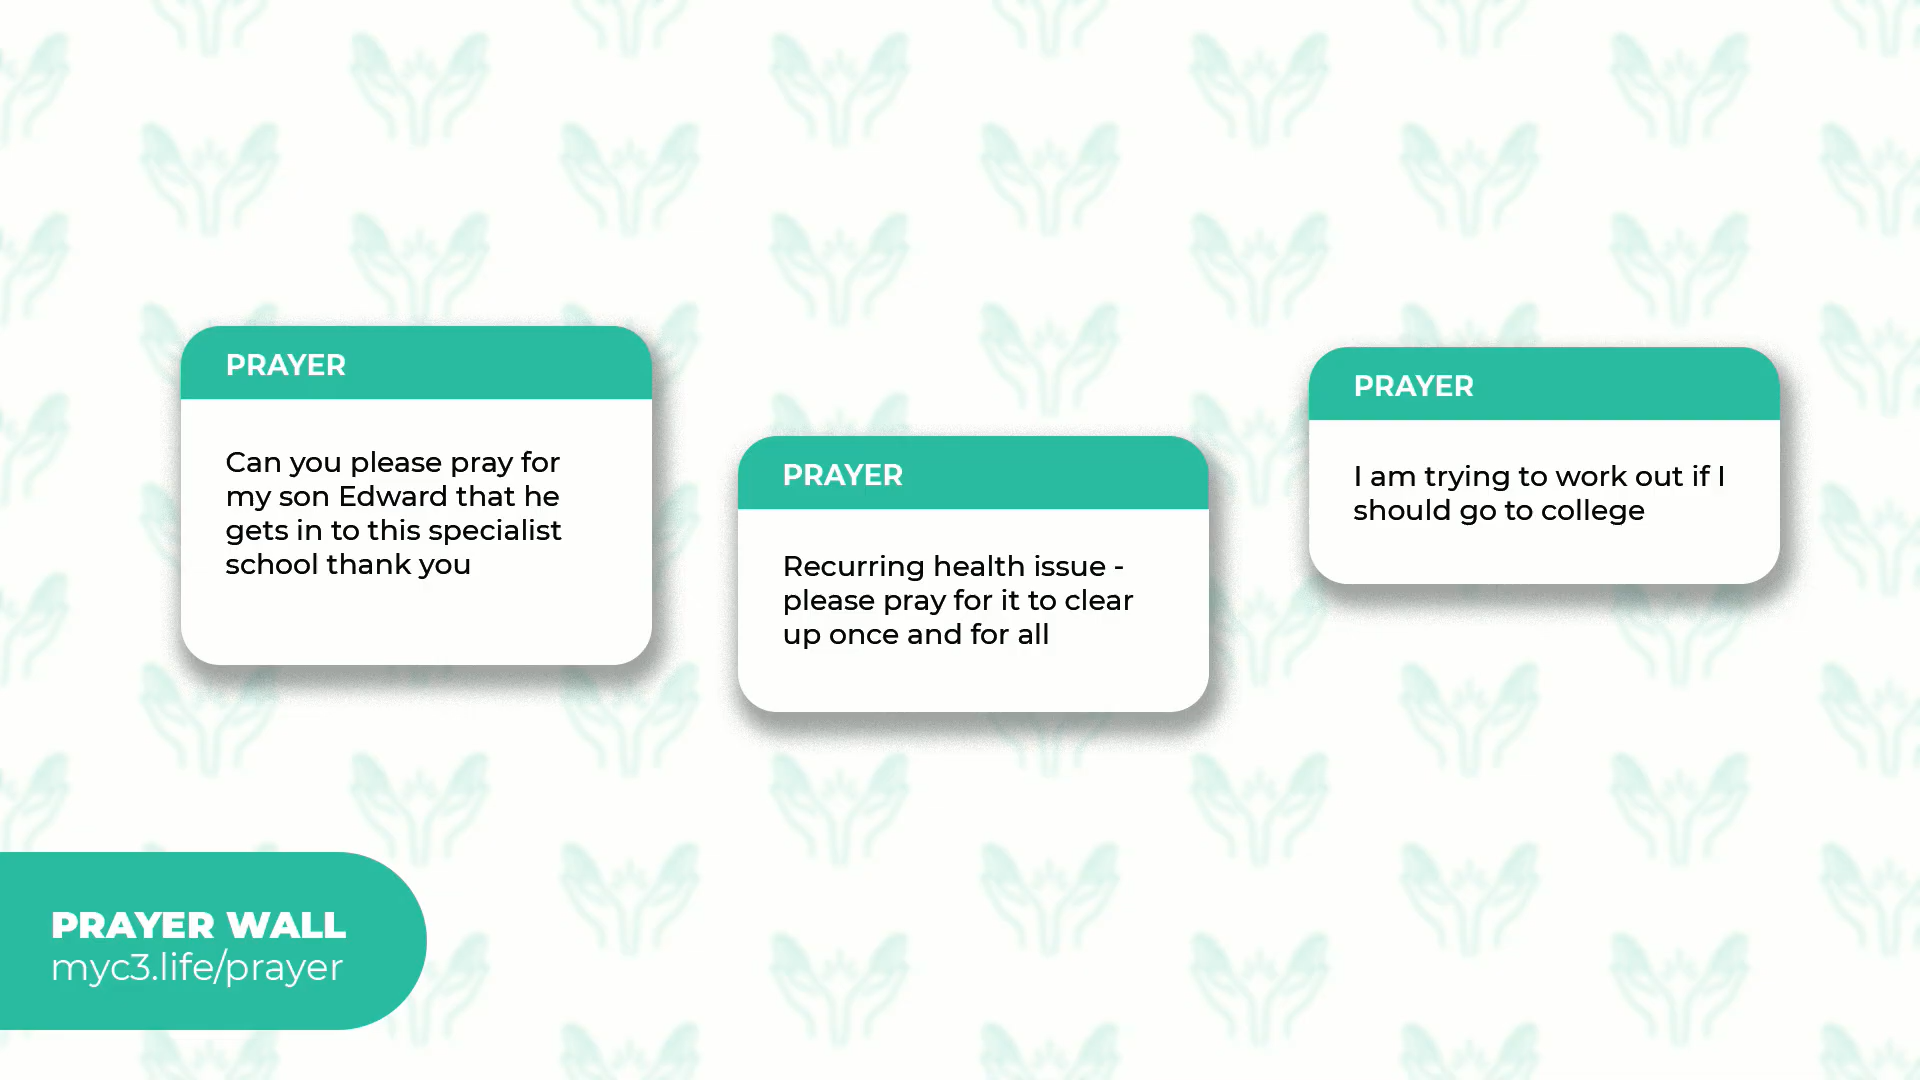 PRAYER
Can you please pray for
my son Edward that he
gets in to this specialist
school thank you
PRAYER
Recurring health issue -
please pray for it to clear
up once and for all
PRAYER
I am trying to work out if I
should go to college
PRAYER WALL
myc3.life/prayer